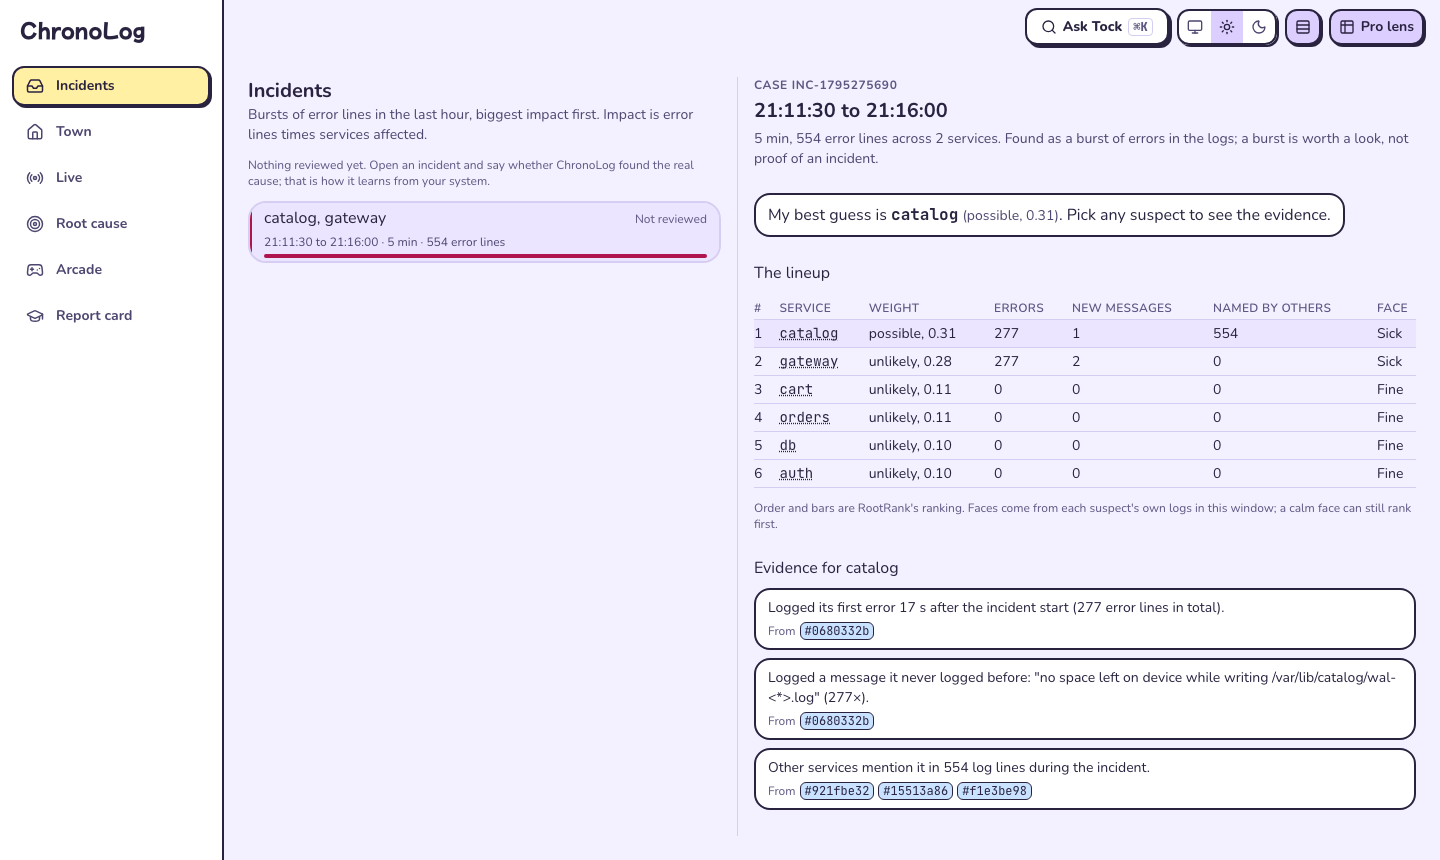 ChronoLog
Incidents
Town
Live
Root cause
Arcade
Report card
Ask Tock ⌘K
Pro lens
Incidents
Bursts of error lines in the last hour, biggest impact first. Impact is error
lines times services affected.
Nothing reviewed yet. Open an incident and say whether ChronoLog found the real
cause; that is how it learns from your system.
catalog, gateway Not reviewed
21:11:30 to 21:16:00 · 5 min · 554 error lines
CASE INC-1795275690
21:11:30 to 21:16:00
5 min, 554 error lines across 2 services. Found as a burst of errors in the logs; a burst is worth a look, not
proof of an incident.
My best guess is catalog (possible, 0.31). Pick any suspect to see the evidence.
The lineup
# SERVICE WEIGHT ERRORS NEW MESSAGES NAMED BY OTHERS FACE
1 catalog possible, 0.31 277 1 554 Sick
2 gateway unlikely, 0.28 277 2 0 Sick
3 cart unlikely, 0.11 0 0 0 Fine
4 orders unlikely, 0.11 0 0 0 Fine
5 db unlikely, 0.10 0 0 0 Fine
6 auth unlikely, 0.10 0 0 0 Fine
Order and bars are RootRank's ranking. Faces come from each suspect's own logs in this window; a calm face can still rank
first.
Evidence for catalog
Logged its first error 17 s after the incident start (277 error lines in total).
From #0680332b
Logged a message it never logged before: "no space left on device while writing /var/lib/catalog/wal-
<*>.log" (277×).
From #0680332b
Other services mention it in 554 log lines during the incident.
From #921fbe32 #15513a86 #f1e3be98